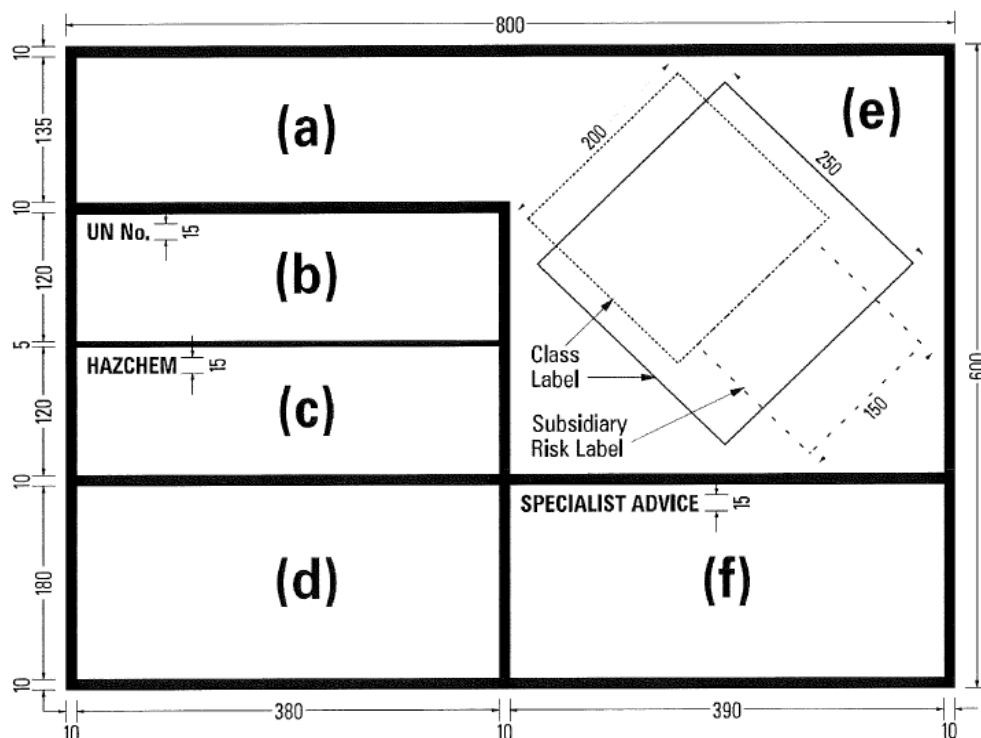 800
10
135
10
120
5
120
10
180
10
(a)
(e)
200
250
UN No.
15
(b)
HAZCHEM
15
(c)
Class
Label
Subsidiary
Risk Label
150
600
(d)
SPECIALIST ADVICE
15
(f)
380
390
10
10
10